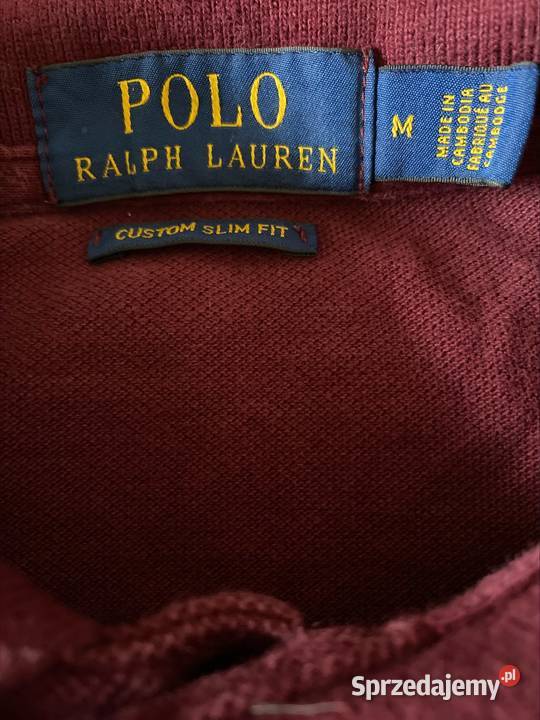 POLO
RALPH LAUREN
M
MADE IN
CAMBODIA
FABRIQUÉ AU
CAMBODGE
CUSTOM SLIM FIT
Sprzedajemy.pl